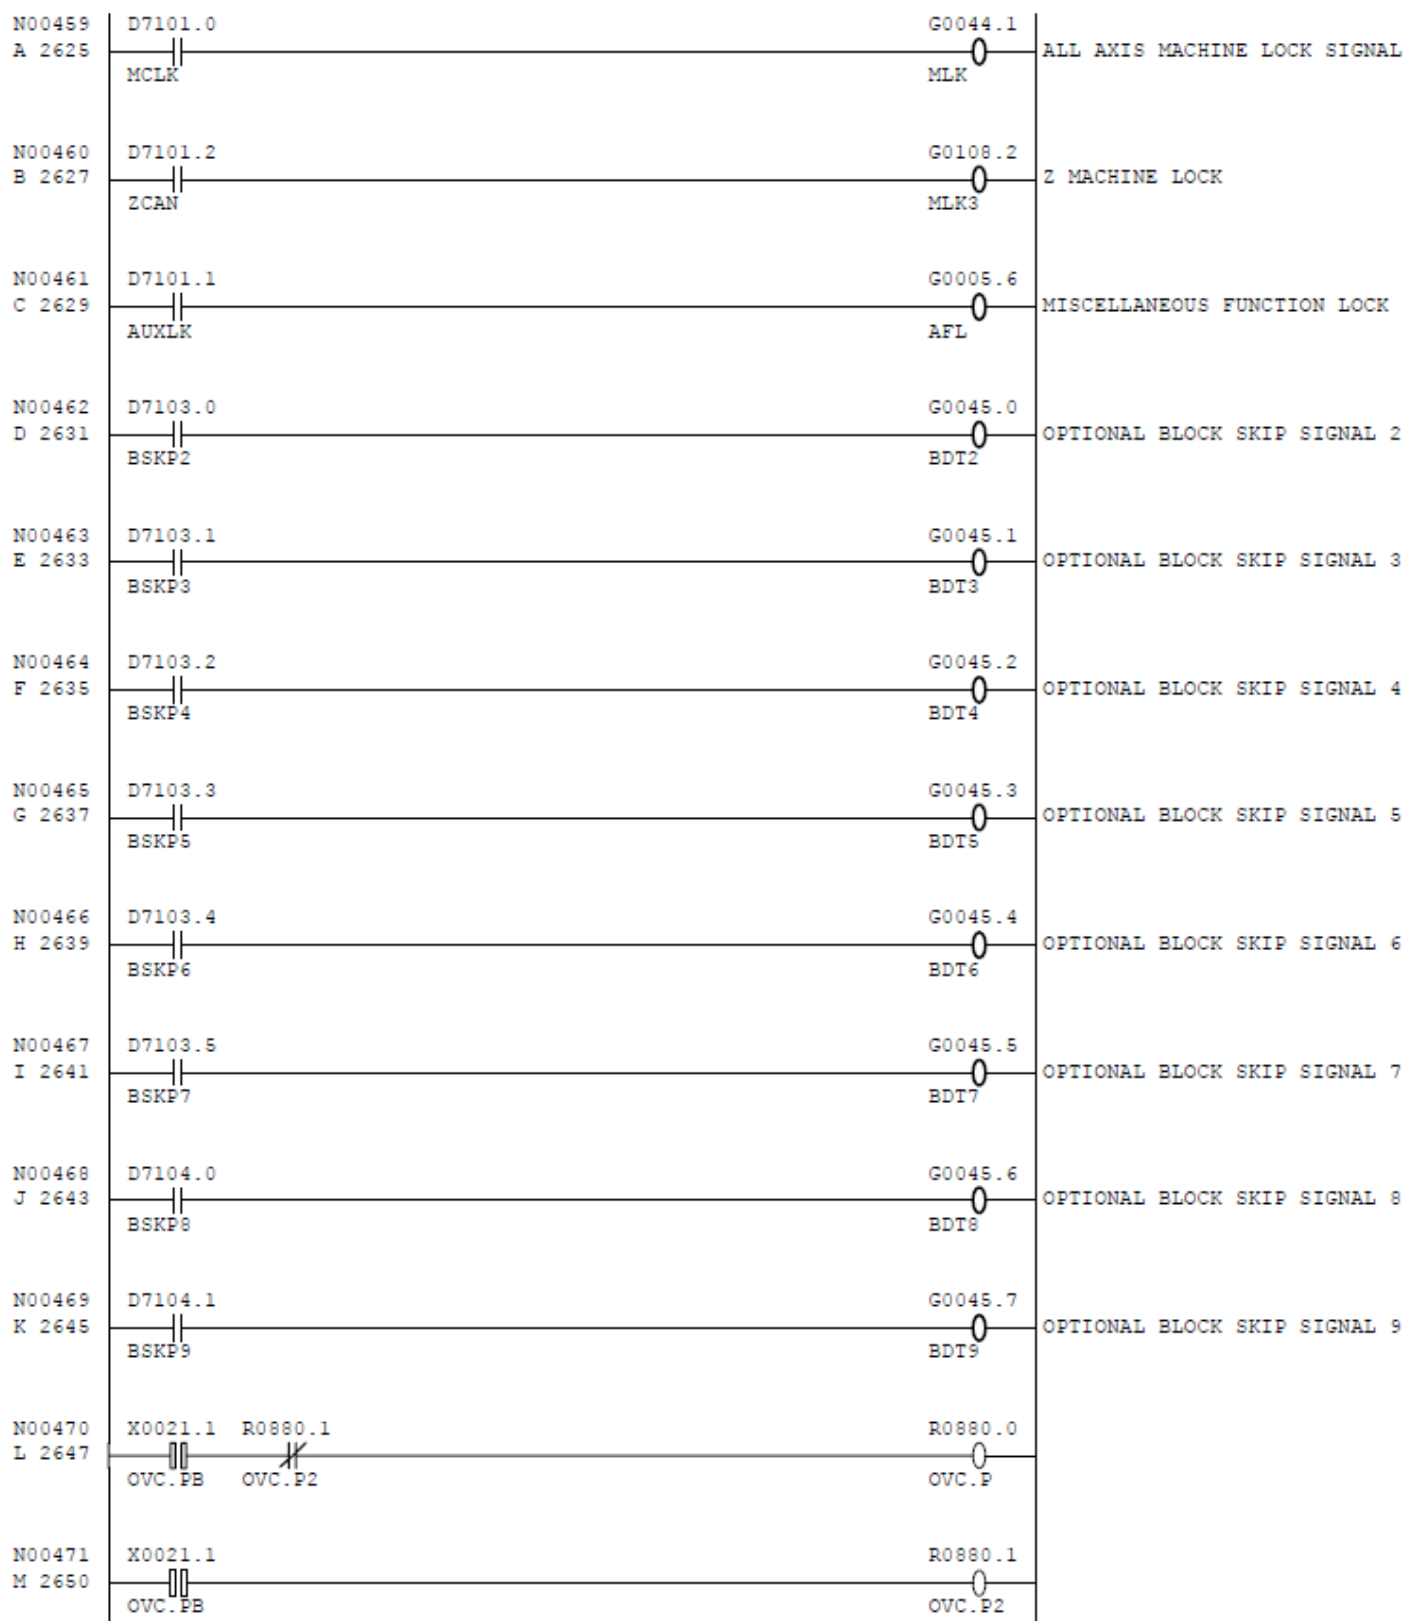 N00459 D7101.0 G0044.1
A 2625 ALL AXIS MACHINE LOCK SIGNAL
MCLK MLK
N00460 D7101.2 G0108.2
B 2627 Z MACHINE LOCK
ZCAN MLK3
N00461 D7101.1 G0005.6
C 2629 MISCELLANEOUS FUNCTION LOCK
AUXLK AFL
N00462 D7103.0 G0045.0
D 2631 OPTIONAL BLOCK SKIP SIGNAL 2
BSKP2 BDT2
N00463 D7103.1 G0045.1
E 2633 OPTIONAL BLOCK SKIP SIGNAL 3
BSKP3 BDT3
N00464 D7103.2 G0045.2
F 2635 OPTIONAL BLOCK SKIP SIGNAL 4
BSKP4 BDT4
N00465 D7103.3 G0045.3
G 2637 OPTIONAL BLOCK SKIP SIGNAL 5
BSKP5 BDT5
N00466 D7103.4 G0045.4
H 2639 OPTIONAL BLOCK SKIP SIGNAL 6
BSKP6 BDT6
N00467 D7103.5 G0045.5
I 2641 OPTIONAL BLOCK SKIP SIGNAL 7
BSKP7 BDT7
N00468 D7104.0 G0045.6
J 2643 OPTIONAL BLOCK SKIP SIGNAL 8
BSKP8 BDT8
N00469 D7104.1 G0045.7
K 2645 OPTIONAL BLOCK SKIP SIGNAL 9
BSKP9 BDT9
N00470 X0021.1 R0880.1 R0880.0
L 2647
OVC.PB OVC.P2 OVC.P
N00471 X0021.1 R0880.1
M 2650
OVC.PB OVC.P2